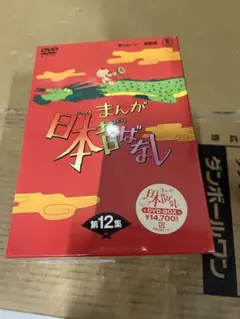 DVD
まんが
日本昔ばなし
第12集
まんが
日本昔ばなし
DVD-BOX
¥14,700
ダンボールワン